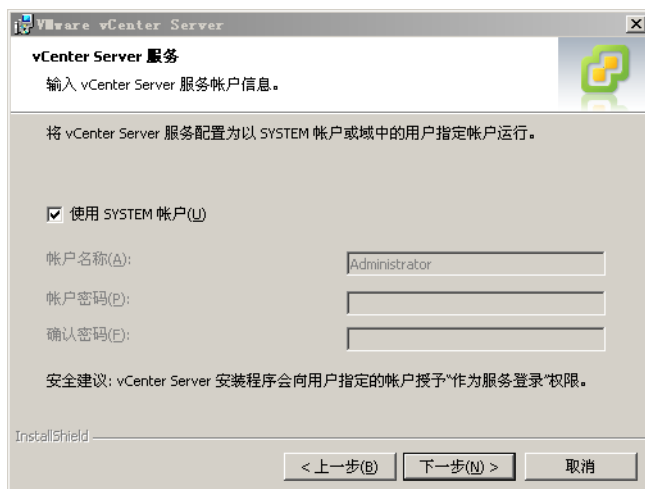 VMware vCenter Server
vCenter Server 服务
输入 vCenter Server 服务帐户信息。
将 vCenter Server 服务配置为以 SYSTEM 帐户或域中的用户指定帐户运行。
使用 SYSTEM 帐户(U)
帐户名称(A):
Administrator
帐户密码(P):
确认密码(F):
安全建议: vCenter Server 安装程序会向用户指定的帐户授予“作为服务登录”权限。
InstallShield
< 上一步(B)
下一步(N) >
取消